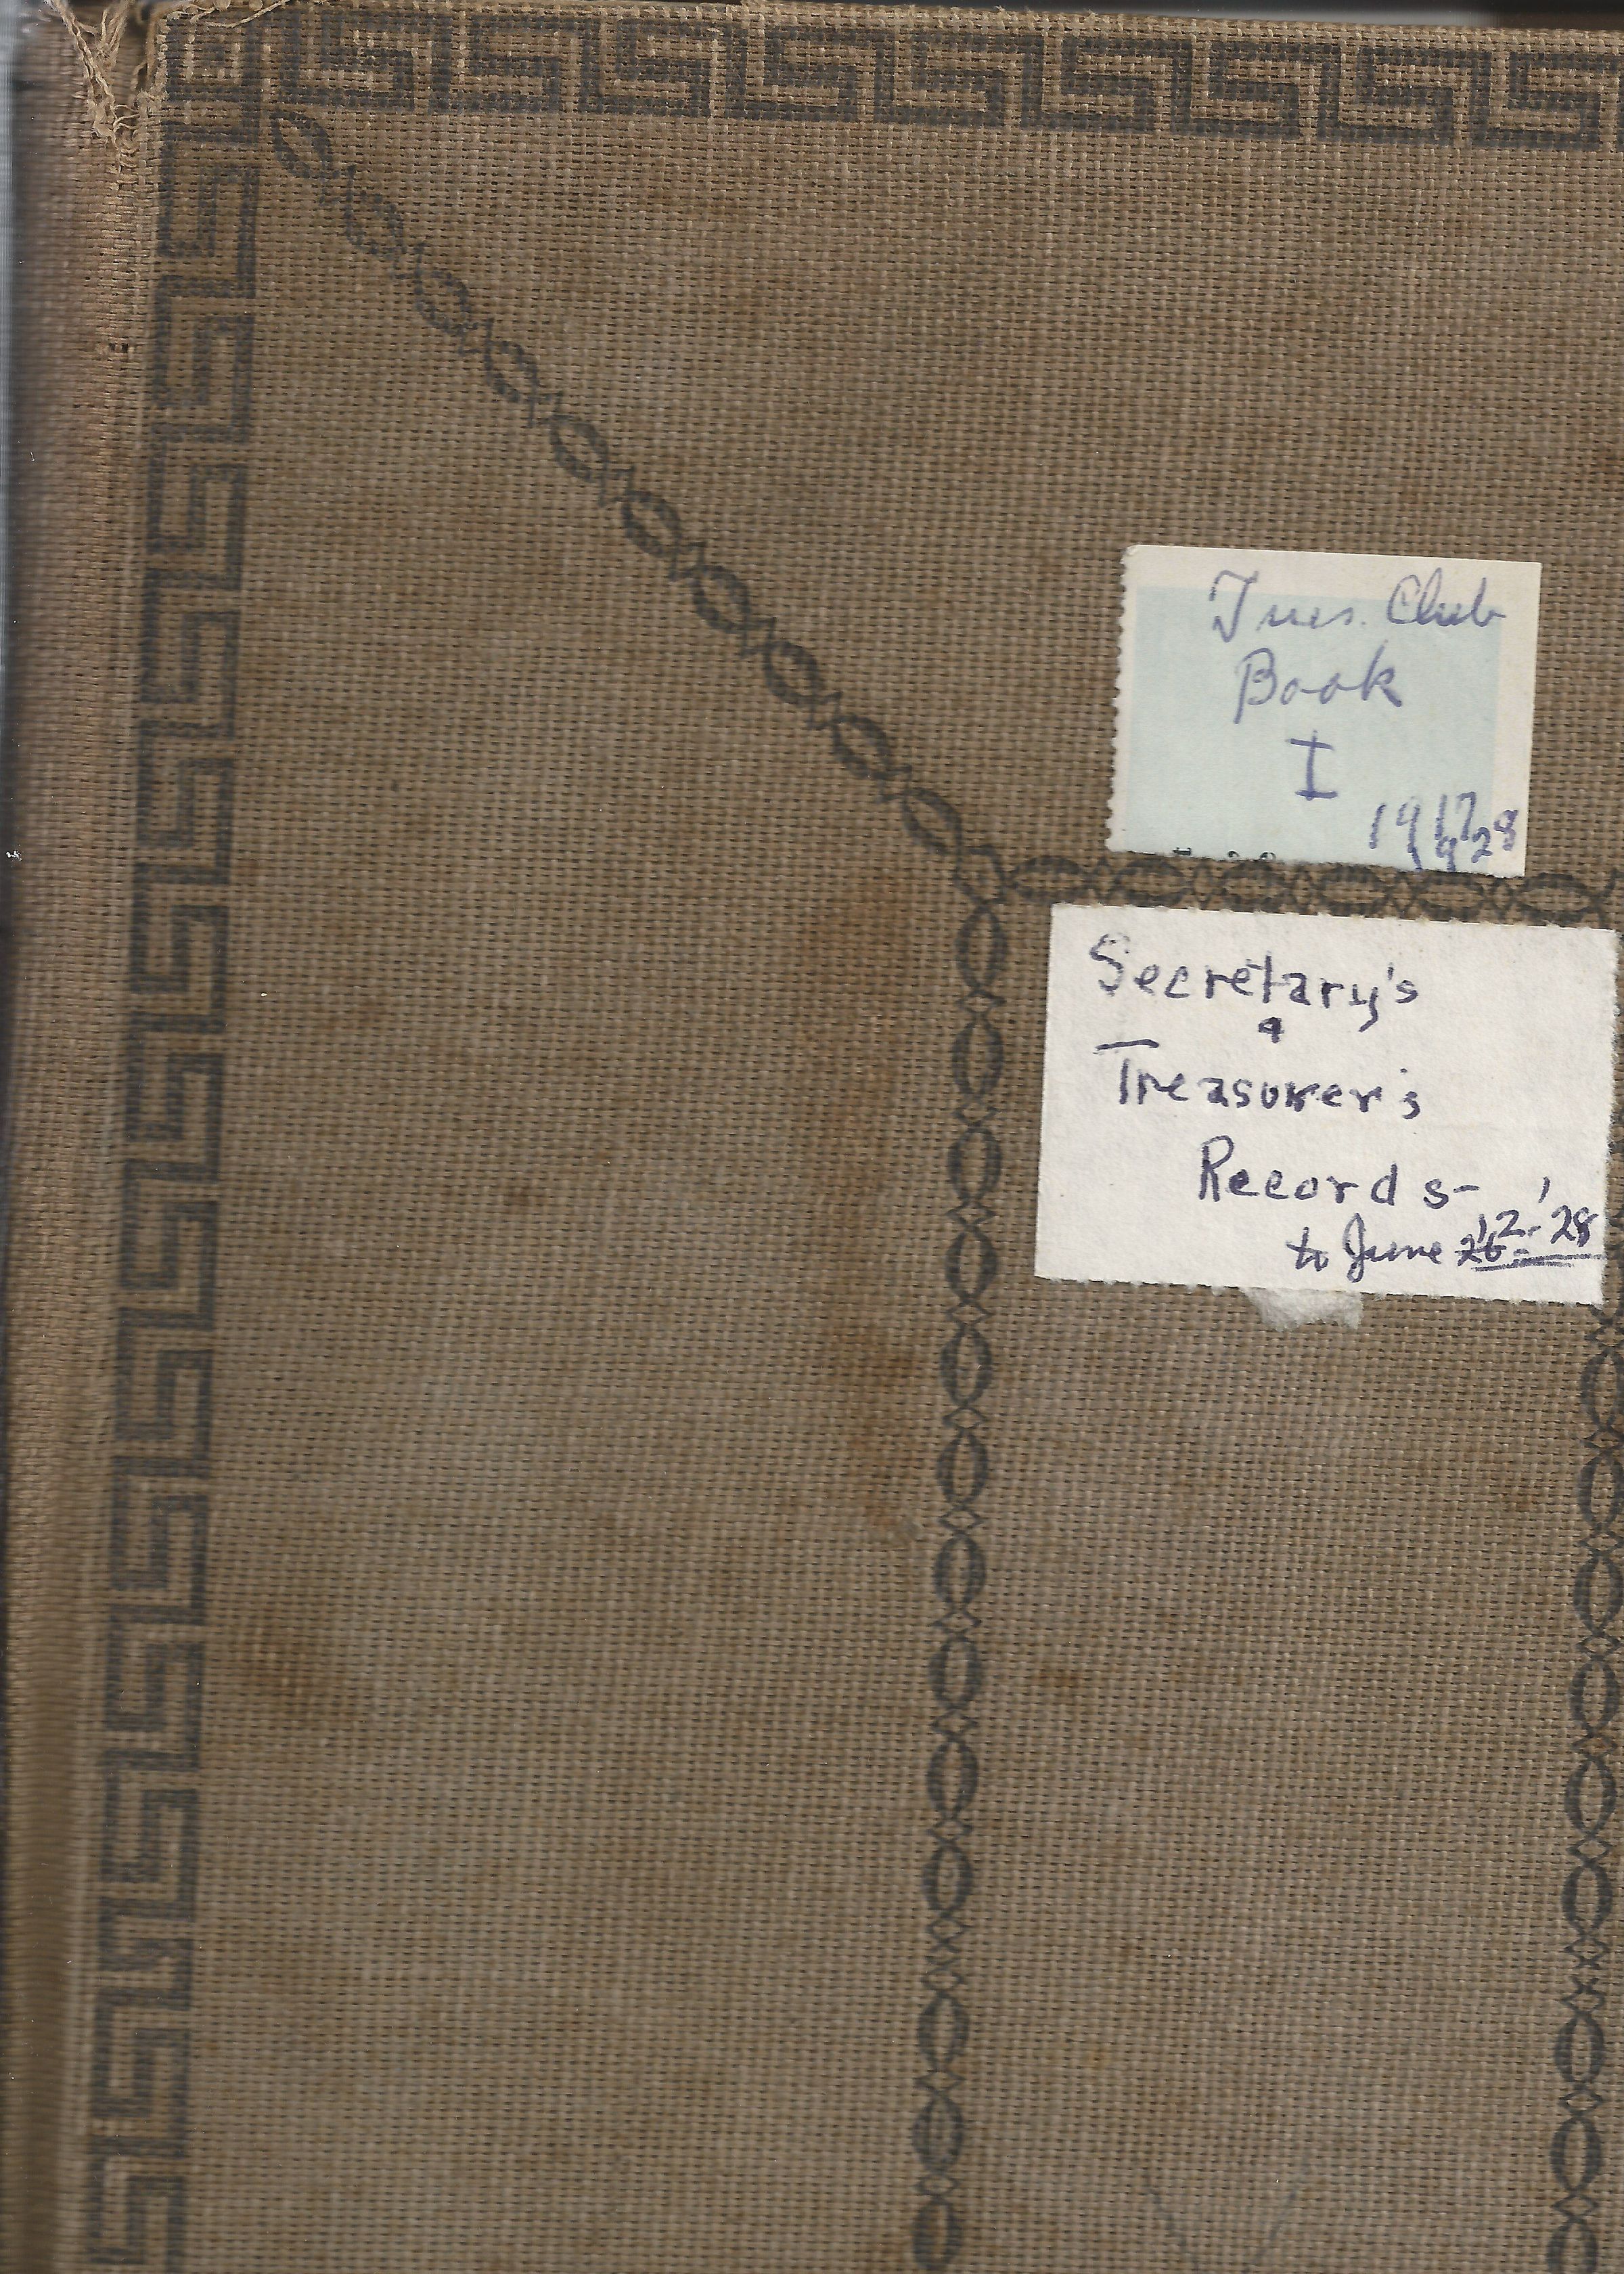 Tues. Club
Book
I
1917
1928
Secretary's
&
Treasurer's
Records-
to June 12-'28